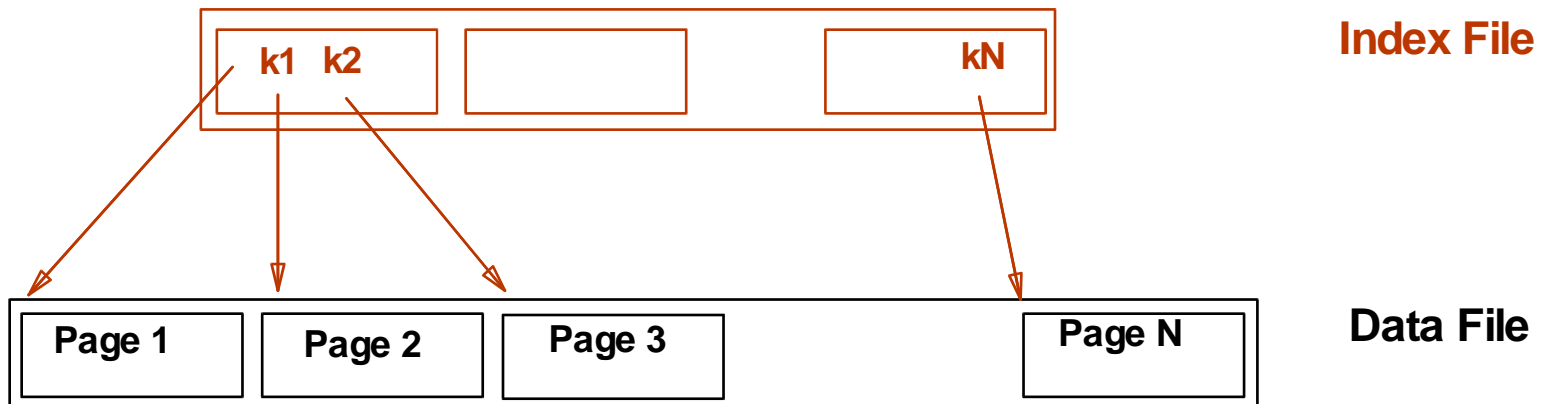 k1 k2
kN
Index File
Page 1
Page 2
Page 3
Page N
Data File